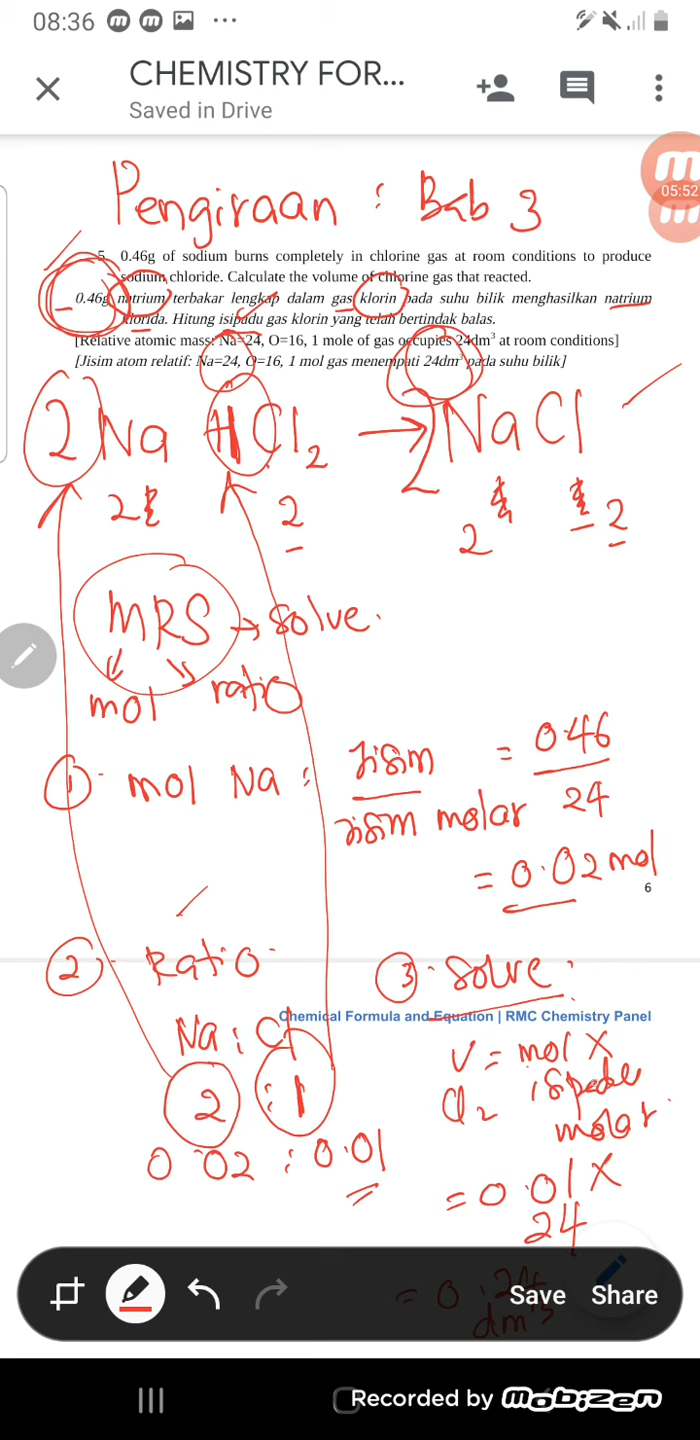 08:36
CHEMISTRY FOR...
Saved in Drive
05:52
Pengiraan : Bab 3
5. 0.46g of sodium burns completely in chlorine gas at room conditions to produce
sodium chloride. Calculate the volume of chlorine gas that reacted.
0.46g natrium terbakar lengkap dalam gas klorin pada suhu bilik menghasilkan natrium
klorida. Hitung isipadu gas klorin yang telah bertindak balas.
[Relative atomic mass: Na=24, O=16, 1 mole of gas occupies 24dm³ at room conditions]
[Jisim atom relatif: Na=24, O=16, 1 mol gas menempati 24dm³ pada suhu bilik]
2Na + Cl₂ → 2NaCl
2 2 2 2
MRS → solve.
mol ratio
① mol Na : jisim = 0.46
jisim molar 24
= 0.02 mol
6
② Ratio. ③ Solve :
Chemical Formula and Equation | RMC Chemistry Panel
Na : Cl
V = mol x
2 : 1
Cl₂
molar.
0.02 : 0.01
= 0.01 x
24
= 0.24
dm³
Save Share
Recorded by mobizen